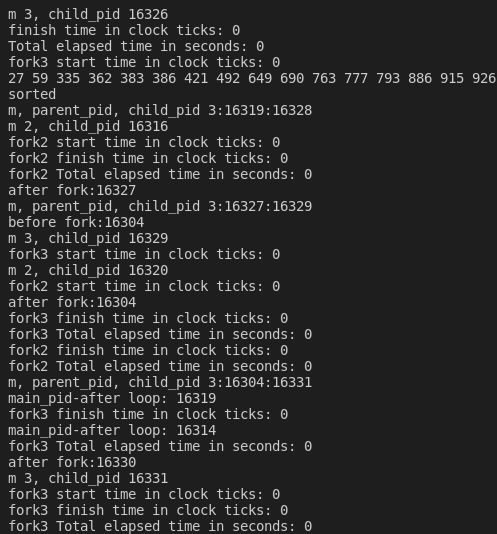 m 3, child_pid 16326
finish time in clock ticks: 0
Total elapsed time in seconds: 0
fork3 start time in clock ticks: 0
27 59 335 362 383 386 421 492 649 690 763 777 793 886 915 926
sorted
m, parent_pid, child_pid 3:16319:16328
m 2, child_pid 16316
fork2 start time in clock ticks: 0
fork2 finish time in clock ticks: 0
fork2 Total elapsed time in seconds: 0
after fork:16327
m, parent_pid, child_pid 3:16327:16329
before fork:16304
m 3, child_pid 16329
fork3 start time in clock ticks: 0
m 2, child_pid 16320
fork2 start time in clock ticks: 0
after fork:16304
fork3 finish time in clock ticks: 0
fork3 Total elapsed time in seconds: 0
fork2 finish time in clock ticks: 0
fork2 Total elapsed time in seconds: 0
m, parent_pid, child_pid 3:16304:16331
main_pid-after loop: 16319
fork3 finish time in clock ticks: 0
main_pid-after loop: 16314
fork3 Total elapsed time in seconds: 0
after fork:16330
m 3, child_pid 16331
fork3 start time in clock ticks: 0
fork3 finish time in clock ticks: 0
fork3 Total elapsed time in seconds: 0